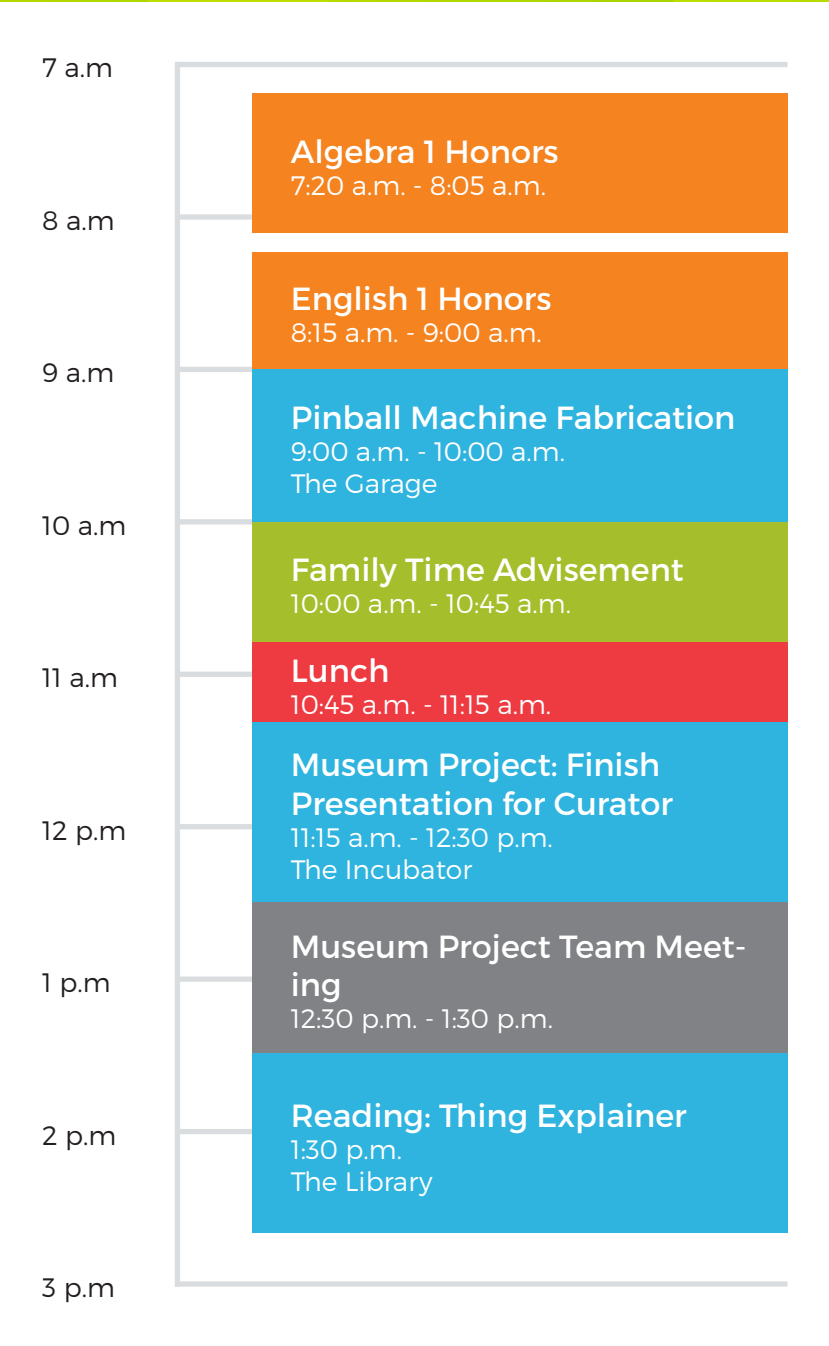 7 a.m
Algebra 1 Honors
7:20 a.m. - 8:05 a.m.
8 a.m
English 1 Honors
8:15 a.m. - 9:00 a.m.
9 a.m
Pinball Machine Fabrication
9:00 a.m. - 10:00 a.m.
The Garage
10 a.m
Family Time Advisement
10:00 a.m. - 10:45 a.m.
11 a.m
Lunch
10:45 a.m. - 11:15 a.m.
Museum Project: Finish
Presentation for Curator
11:15 a.m. - 12:30 p.m.
The Incubator
12 p.m
Museum Project Team Meet-
ing
12:30 p.m. - 1:30 p.m.
1 p.m
Reading: Thing Explainer
1:30 p.m.
The Library
2 p.m
3 p.m